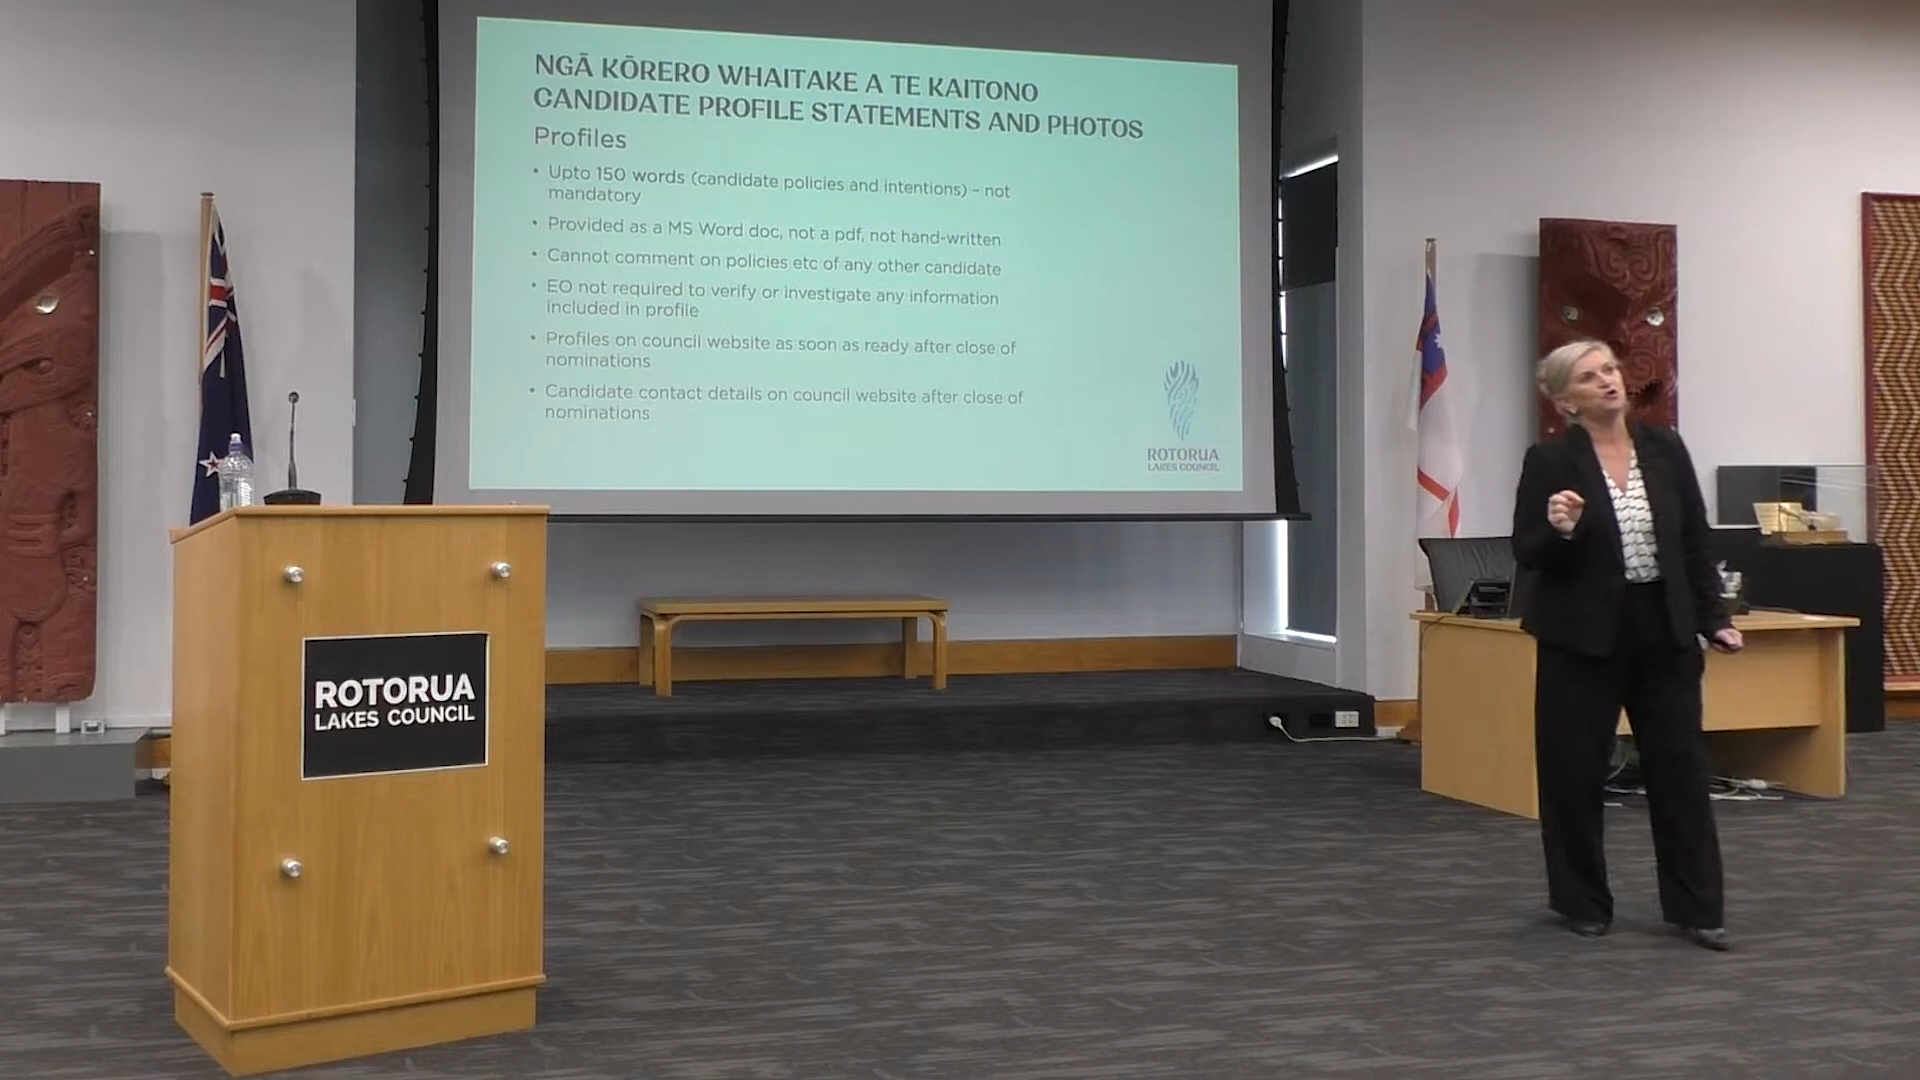 NGĀ KŌRERO WHAITAKE A TE KAITONO
CANDIDATE PROFILE STATEMENTS AND PHOTOS
Profiles
• Upto 150 words (candidate policies and intentions) – not
mandatory
• Provided as a MS Word doc, not a pdf, not hand-written
• Cannot comment on policies etc of any other candidate
• EO not required to verify or investigate any information
included in profile
• Profiles on council website as soon as ready after close of
nominations
• Candidate contact details on council website after close of
nominations
ROTORUA
LAKES COUNCIL
ROTORUA
LAKES COUNCIL